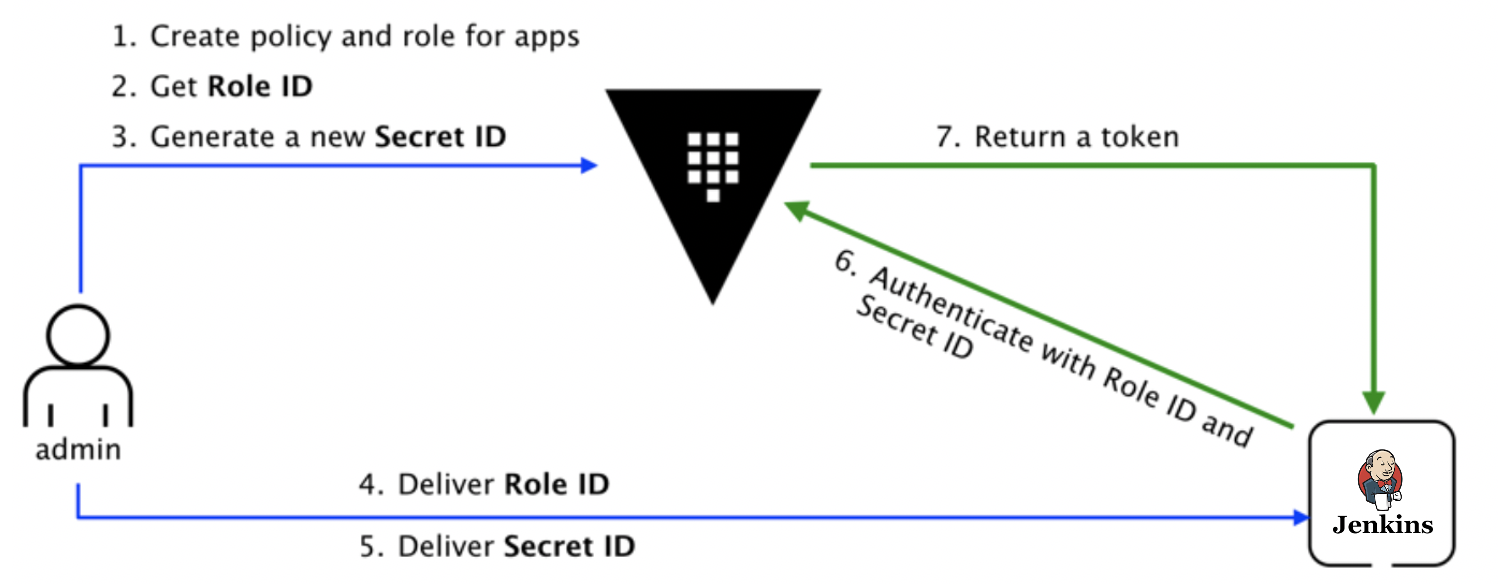 1. Create policy and role for apps
2. Get Role ID
3. Generate a new Secret ID
7. Return a token
6. Authenticate with Role ID and
Secret ID
admin
4. Deliver Role ID
5. Deliver Secret ID
Jenkins